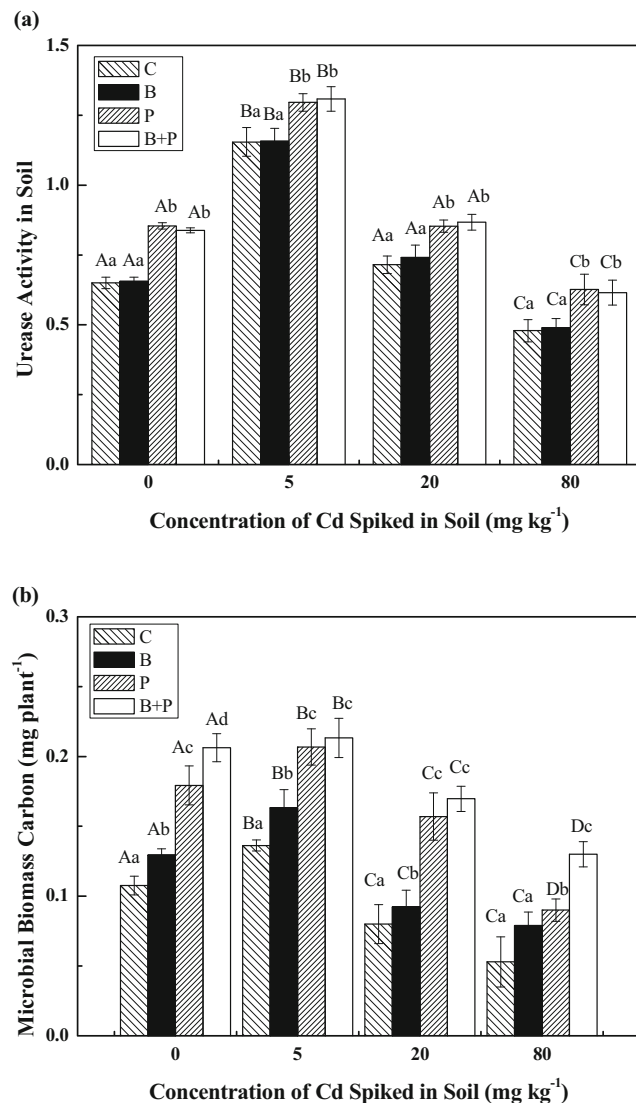 (a)
1.5
1.0
0.5
0.0
Urease Activity in Soil
C
B
P
B+P
Aa Aa Ab Ab
Ba Ba Bb Bb
Aa Aa Ab Ab
Ca Ca Cb Cb
0 5 20 80
Concentration of Cd Spiked in Soil (mg kg⁻¹)
(b)
0.3
0.2
0.1
0.0
Microbial Biomass Carbon (mg plant⁻¹)
C
B
P
B+P
Aa Ab Ac Ad
Ba Bb Bc Bc
Ca Cb Cc Cc
Ca Ca Db Dc
0 5 20 80
Concentration of Cd Spiked in Soil (mg kg⁻¹)